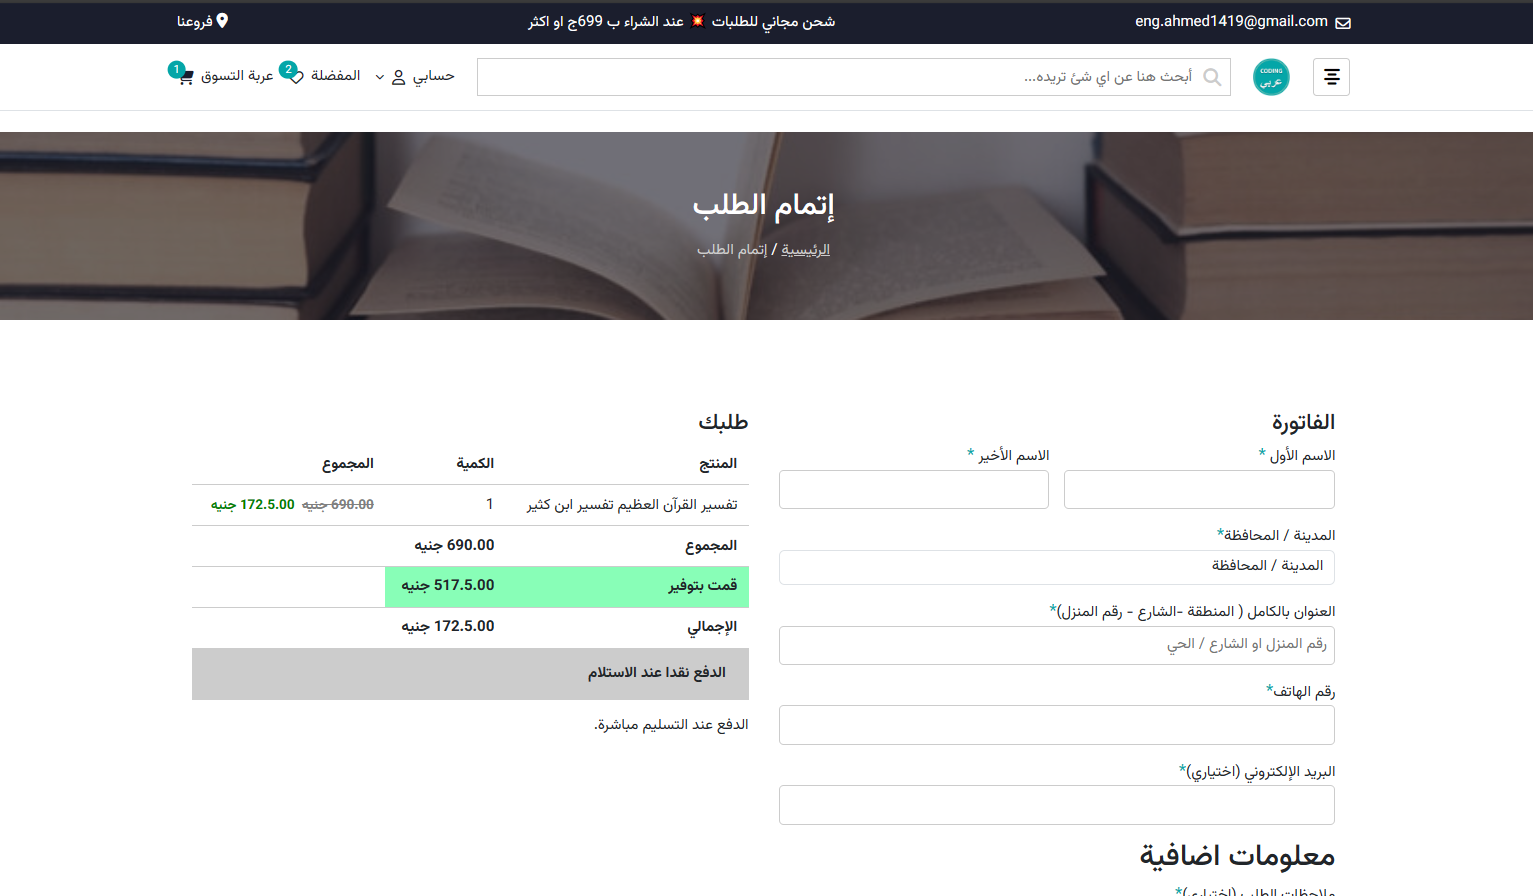 eng.ahmed1419@gmail.com
شحن مجاني للطلبات 💥 عند الشراء ب 699ج او اكثر
فروعنا
CODING
عربي
أبحث هنا عن اي شئ تريده...
حسابي
المفضلة 2
عربة التسوق 1
إتمام الطلب
الرئيسية / إتمام الطلب
الفاتورة
الاسم الأول *
الاسم الأخير *
المدينة / المحافظة*
المدينة / المحافظة
العنوان بالكامل ( المنطقة -الشارع - رقم المنزل)*
رقم المنزل او الشارع / الحي
رقم الهاتف*
البريد الإلكتروني (اختياري)*
معلومات اضافية
ملاحظات الطلب (اختياري)*
طلبك
المنتج الكمية المجموع
تفسير القرآن العظيم تفسير ابن كثير 1 690.00 جنيه 172.5.00 جنيه
المجموع 690.00 جنيه
قمت بتوفير 517.5.00 جنيه
الإجمالي 172.5.00 جنيه
الدفع نقدا عند الاستلام
الدفع عند التسليم مباشرة.